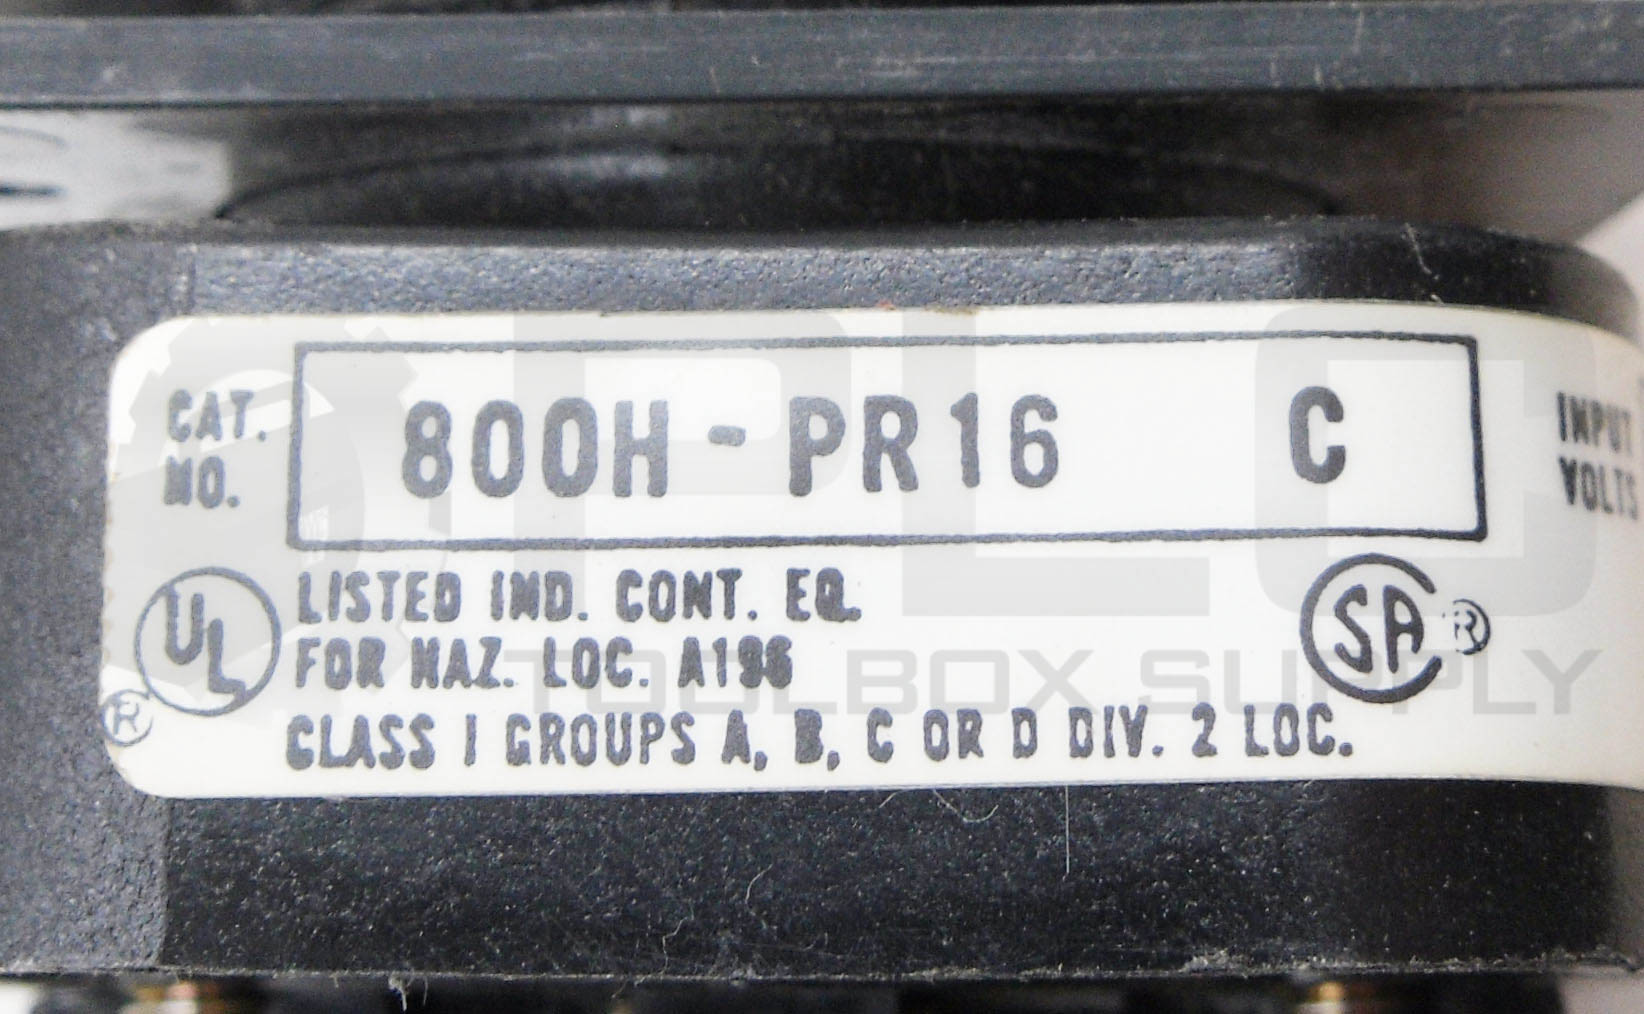 CAT. NO.
800H-PR16 C
INPUT VOLTS
UL ®
LISTED IND. CONT. EQ.
FOR HAZ. LOC. A196
SA ®
CLASS I GROUPS A, B, C OR D DIV. 2 LOC.
PLC
TOOLBOX SUPPLY